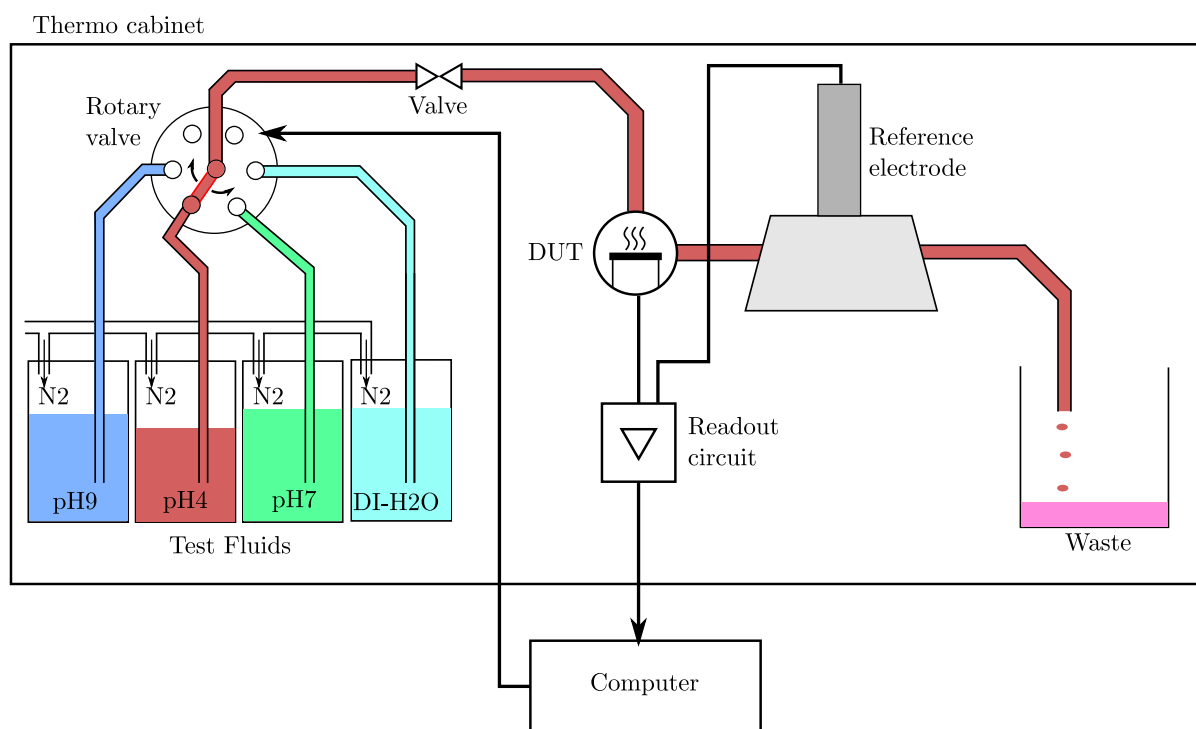 Thermo cabinet
Rotary
valve
Valve
Reference
electrode
DUT
N2
N2
N2
N2
Readout
circuit
pH9
pH4
pH7
DI-H2O
Test Fluids
Waste
Computer